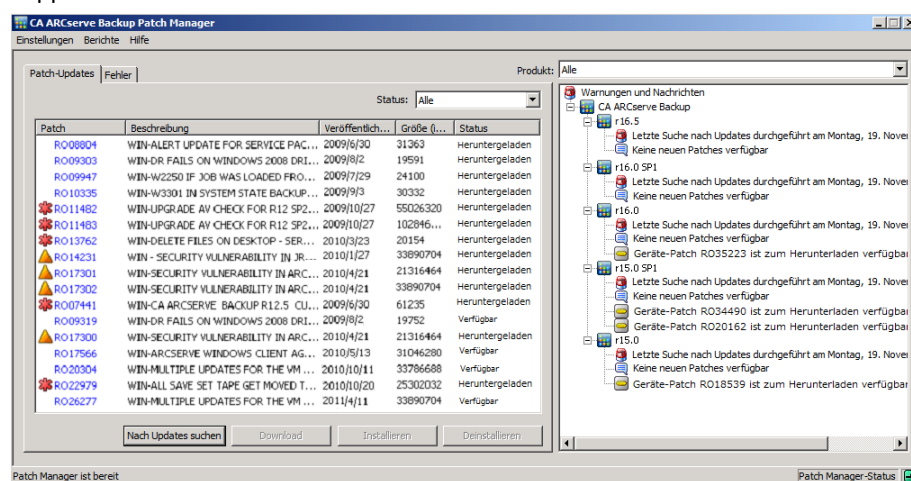 CA ARCserve Backup Patch Manager
Einstellungen Berichte Hilfe
Patch-Updates Fehler
Produkt: Alle
Status: Alle
Patch Beschreibung Veröffentlich... Größe (i... Status
RO08804 WIN-ALERT UPDATE FOR SERVICE PAC... 2009/6/30 31363 Heruntergeladen
RO09303 WIN-DR FAILS ON WINDOWS 2008 DRI... 2009/8/2 19591 Heruntergeladen
RO09947 WIN-W2250 IF JOB WAS LOADED FRO... 2009/7/29 24100 Heruntergeladen
RO10335 WIN-W3301 IN SYSTEM STATE BACKUP... 2009/9/3 30332 Heruntergeladen
RO11482 WIN-UPGRADE AV CHECK FOR R12 SP2... 2009/10/27 55026320 Heruntergeladen
RO11483 WIN-UPGRADE AV CHECK FOR R12 SP2... 2009/10/27 102846... Heruntergeladen
RO13762 WIN-DELETE FILES ON DESKTOP - SER... 2010/3/23 20154 Heruntergeladen
RO14231 WIN - SECURITY VULNERABILITY IN JR... 2010/1/27 33890704 Heruntergeladen
RO17301 WIN-SECURITY VULNERABILITY IN ARC... 2010/4/21 21316464 Heruntergeladen
RO17302 WIN-SECURITY VULNERABILITY IN ARC... 2010/4/21 33890704 Heruntergeladen
RO07441 WIN-CA ARCSERVE BACKUP R12.5 CU... 2009/6/30 61235 Heruntergeladen
RO09319 WIN-DR FAILS ON WINDOWS 2008 DRI... 2009/8/2 19752 Verfügbar
RO17300 WIN-SECURITY VULNERABILITY IN ARC... 2010/4/21 21316464 Heruntergeladen
RO17566 WIN-ARCSERVE WINDOWS CLIENT AG... 2010/5/13 31046280 Verfügbar
RO20304 WIN-MULTIPLE UPDATES FOR THE VM ... 2010/10/11 33786688 Verfügbar
RO22979 WIN-ALL SAVE SET TAPE GET MOVED T... 2010/10/20 25302032 Heruntergeladen
RO26277 WIN-MULTIPLE UPDATES FOR THE VM ... 2011/4/11 33890704 Verfügbar
Nach Updates suchen Download Installieren Deinstallieren
Warnungen und Nachrichten
CA ARCserve Backup
r16.5
Letzte Suche nach Updates durchgeführt am Montag, 19. Nover
Keine neuen Patches verfügbar
r16.0 SP1
Letzte Suche nach Updates durchgeführt am Montag, 19. Nover
Keine neuen Patches verfügbar
r16.0
Letzte Suche nach Updates durchgeführt am Montag, 19. Nover
Keine neuen Patches verfügbar
Geräte-Patch RO35223 ist zum Herunterladen verfügbar
r15.0 SP1
Letzte Suche nach Updates durchgeführt am Montag, 19. Nover
Keine neuen Patches verfügbar
Geräte-Patch RO34490 ist zum Herunterladen verfügbar
Geräte-Patch RO20162 ist zum Herunterladen verfügbar
r15.0
Letzte Suche nach Updates durchgeführt am Montag, 19. Nover
Keine neuen Patches verfügbar
Geräte-Patch RO18539 ist zum Herunterladen verfügbar
Patch Manager ist bereit
Patch Manager-Status